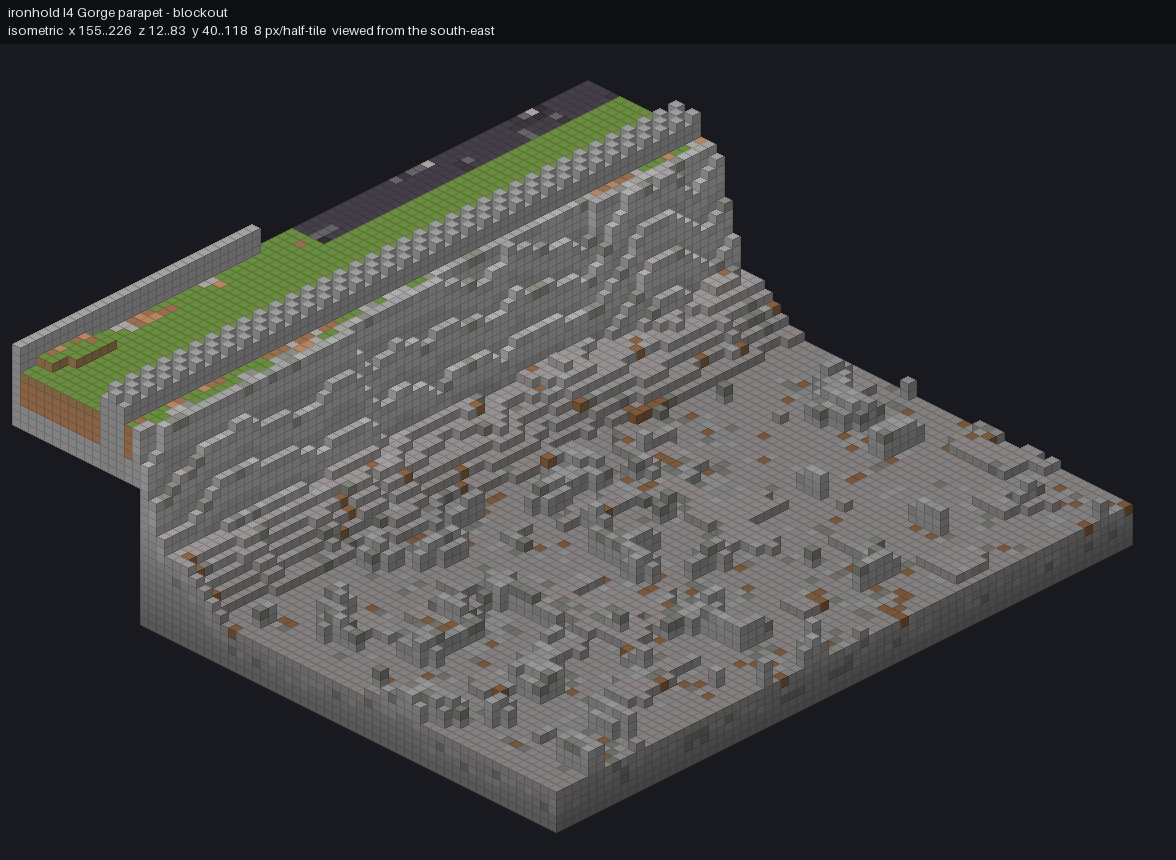 ironhold I4 Gorge parapet - blockout
isometric  x 155..226  z 12..83  y 40..118  8 px/half-tile  viewed from the south-east